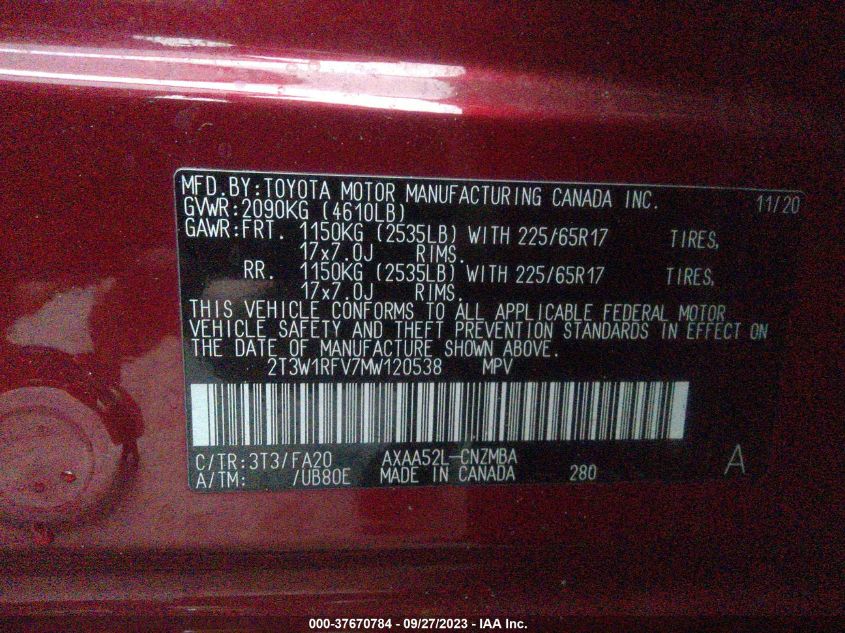 MFD.BY:TOYOTA MOTOR MANUFACTURING CANADA INC. 11/20
GVWR:2090KG (4610LB)
GAWR:FRT. 1150KG (2535LB) WITH 225/65R17 TIRES,
17x7.0J RIMS.
RR. 1150KG (2535LB) WITH 225/65R17 TIRES,
17x7.0J RIMS.
THIS VEHICLE CONFORMS TO ALL APPLICABLE FEDERAL MOTOR
VEHICLE SAFETY AND THEFT PREVENTION STANDARDS IN EFFECT ON
THE DATE OF MANUFACTURE SHOWN ABOVE.
2T3W1RFV7MW120538 MPV
C/TR:3T3/FA20 AXAA52L-CNZMBA A
A/TM: /UB80E MADE IN CANADA 280
000-37670784 - 09/27/2023 - IAA Inc.